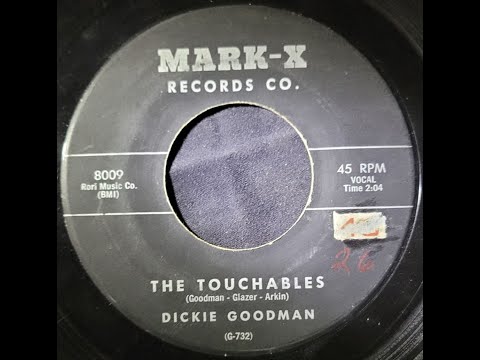 MARK-X
RECORDS CO.
8009
Rori Music Co.
(BMI)
45 RPM
VOCAL
Time 2:04
THE TOUCHABLES
(Goodman - Glazer - Arkin)
DICKIE GOODMAN
(G-732)